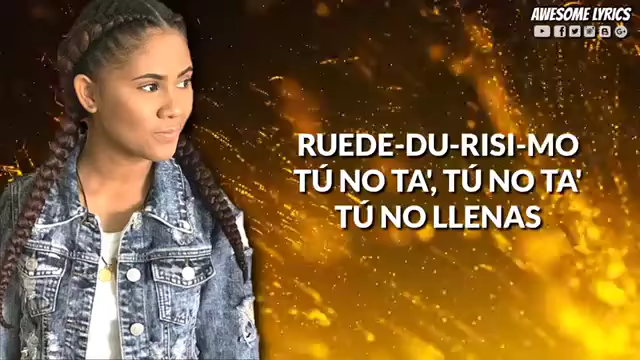 AWESOME LYRICS
RUEDE-DU-RISI-MO
TÚ NO TA', TÚ NO TA'
TÚ NO LLENAS